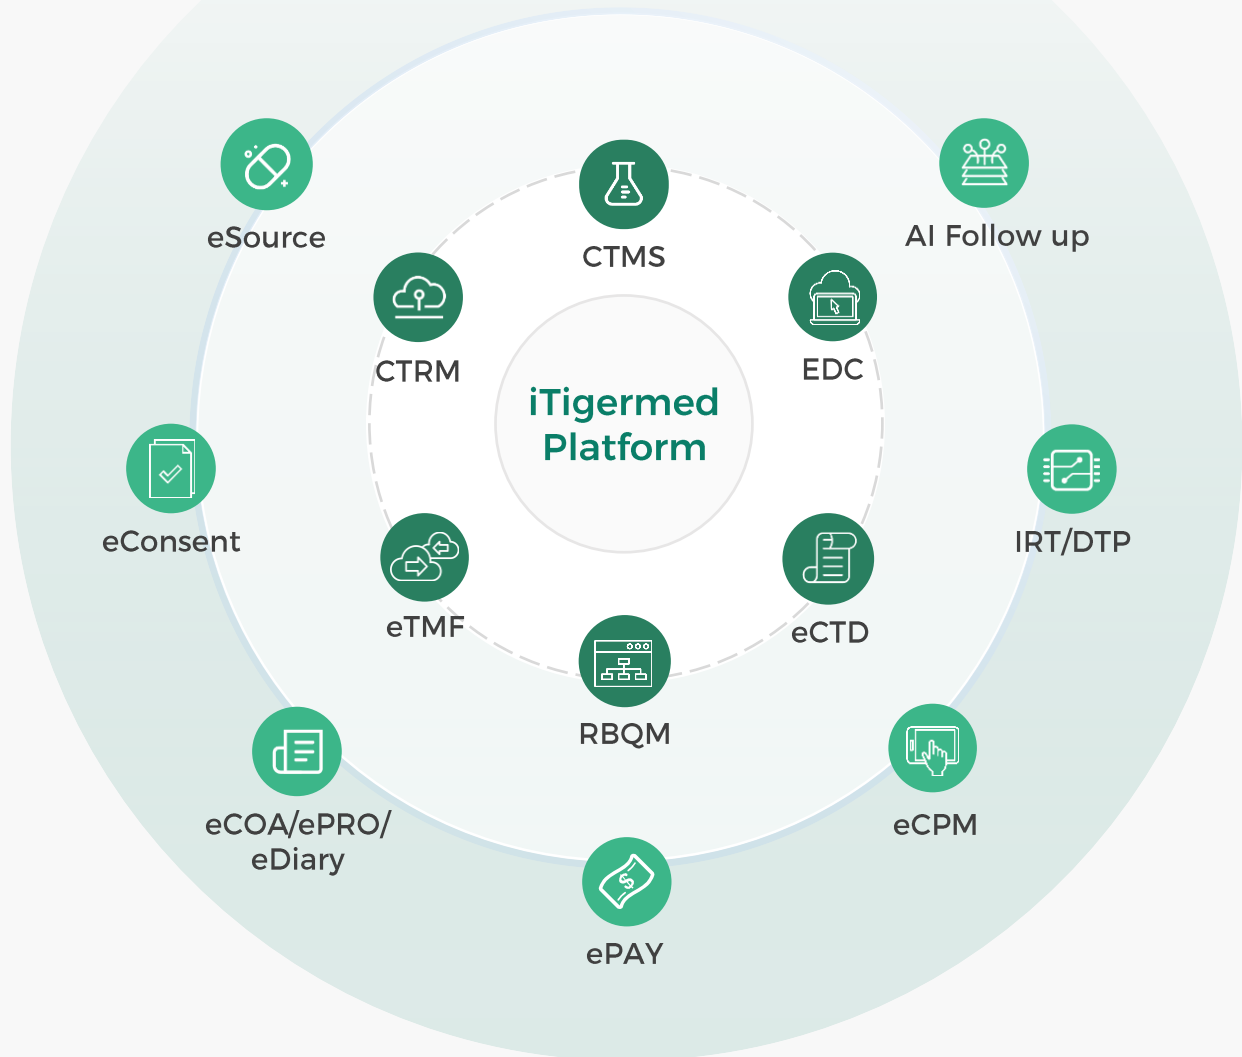 eSource
AI Follow up
CTMS
CTRM
EDC
iTigermed
Platform
eConsent
IRT/DTP
eTMF
eCTD
RBQM
eCOA/ePRO/
eDiary
eCPM
ePAY